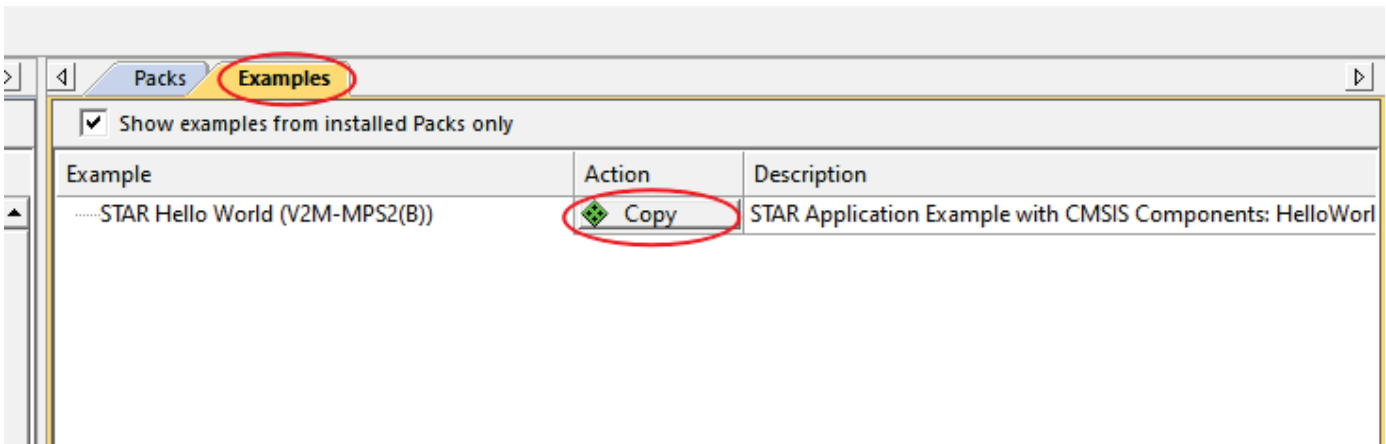 Packs Examples
Show examples from installed Packs only
Example Action Description
STAR Hello World (V2M-MPS2(B)) Copy STAR Application Example with CMSIS Components: HelloWorl